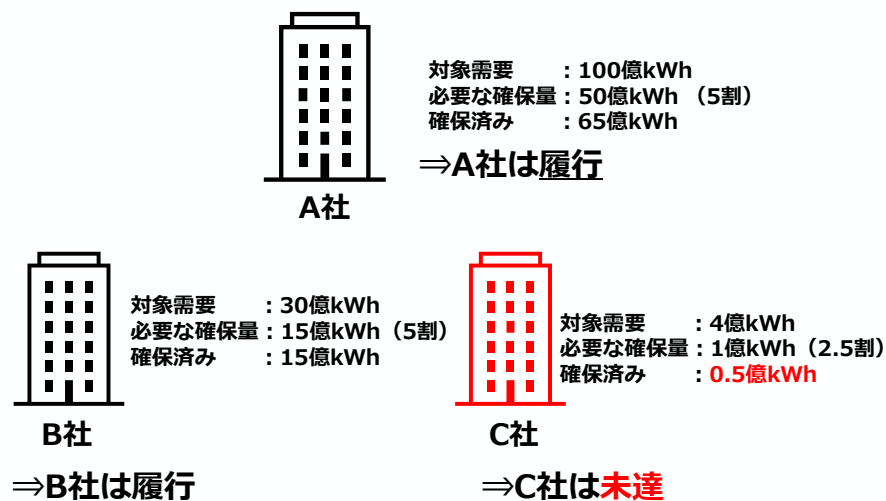 対象需要　　：100億kWh
必要な確保量：50億kWh （5割）
確保済み　　：65億kWh
⇒A社は履行
A社
対象需要　　：30億kWh
必要な確保量：15億kWh（5割）
確保済み　　：15億kWh
B社
⇒B社は履行
対象需要　　：4億kWh
必要な確保量：1億kWh（2.5割）
確保済み　　：0.5億kWh
C社
⇒C社は未達